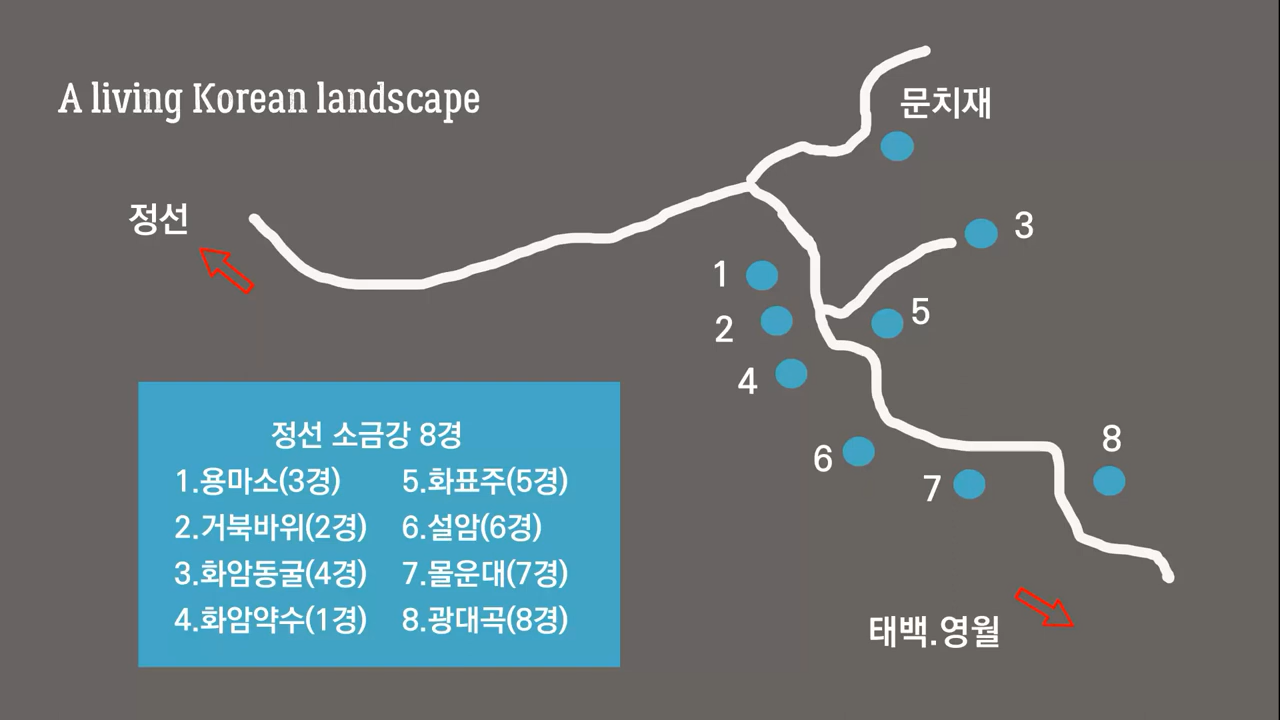 A living Korean landscape
문치재
정선
3
1
5
2
4
8
6
7
정선 소금강 8경
1.용마소(3경) 5.화표주(5경)
2.거북바위(2경) 6.설암(6경)
3.화암동굴(4경) 7.몰운대(7경)
4.화암약수(1경) 8.광대곡(8경)
태백.영월